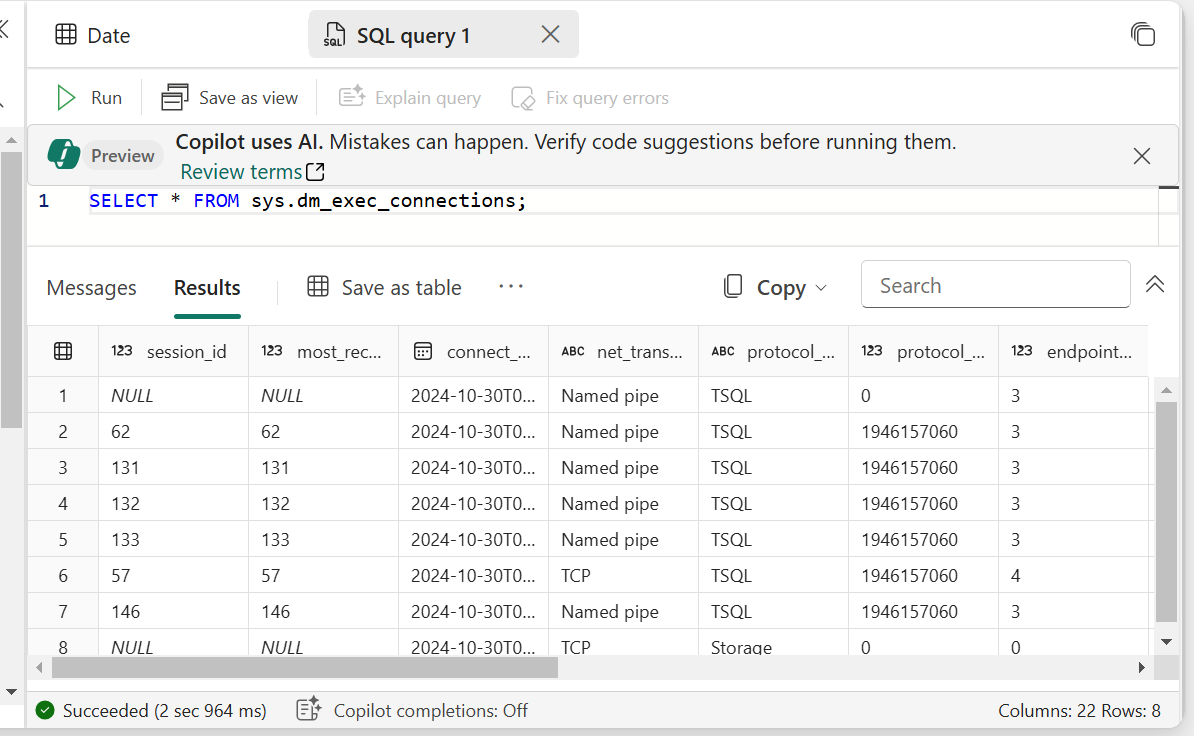 Date
SQL query 1
Run
Save as view
Explain query
Fix query errors
Preview
Copilot uses AI. Mistakes can happen. Verify code suggestions before running them.
Review terms
1 SELECT * FROM sys.dm_exec_connections;
Messages
Results
Save as table
...
Copy
Search
123 session_id 123 most_rec... connect_... ABC net_trans... ABC protocol_... 123 protocol_... 123 endpoint...
1 NULL NULL 2024-10-30T0... Named pipe TSQL 0 3
2 62 62 2024-10-30T0... Named pipe TSQL 1946157060 3
3 131 131 2024-10-30T0... Named pipe TSQL 1946157060 3
4 132 132 2024-10-30T0... Named pipe TSQL 1946157060 3
5 133 133 2024-10-30T0... Named pipe TSQL 1946157060 3
6 57 57 2024-10-30T0... TCP TSQL 1946157060 4
7 146 146 2024-10-30T0... Named pipe TSQL 1946157060 3
8 NULL NULL 2024-10-30T0... TCP Storage 0 0
Succeeded (2 sec 964 ms)
Copilot completions: Off
Columns: 22 Rows: 8